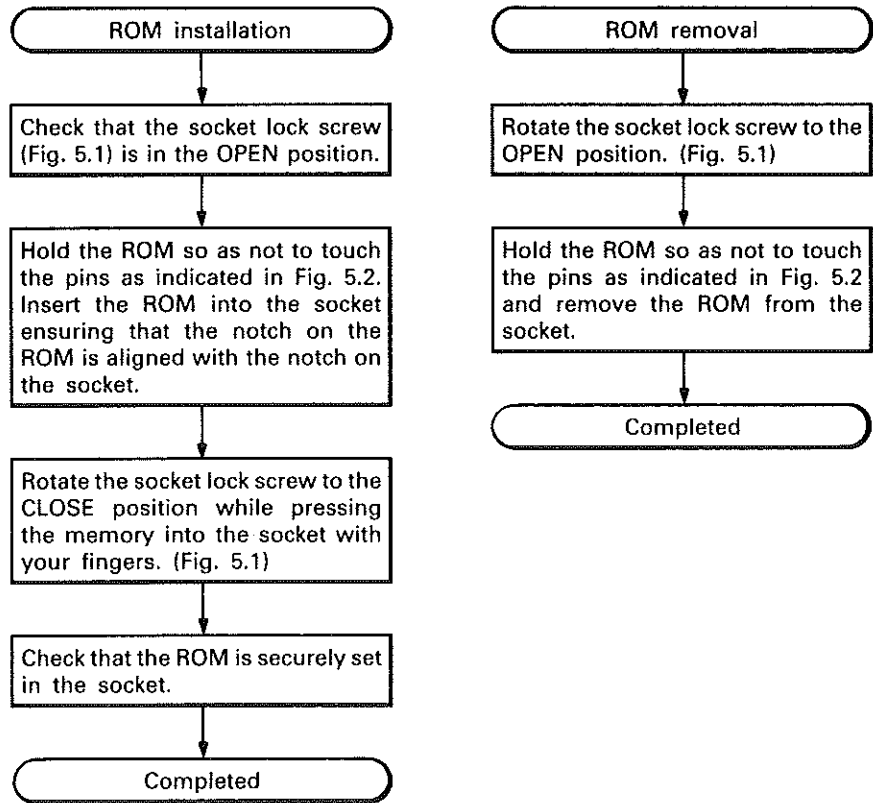 ROM installation
Check that the socket lock screw
(Fig. 5.1) is in the OPEN position.
Hold the ROM so as not to touch
the pins as indicated in Fig. 5.2.
Insert the ROM into the socket
ensuring that the notch on the
ROM is aligned with the notch on
the socket.
Rotate the socket lock screw to the
CLOSE position while pressing
the memory into the socket with
your fingers. (Fig. 5.1)
Check that the ROM is securely set
in the socket.
Completed
ROM removal
Rotate the socket lock screw to the
OPEN position. (Fig. 5.1)
Hold the ROM so as not to touch
the pins as indicated in Fig. 5.2
and remove the ROM from the
socket.
Completed